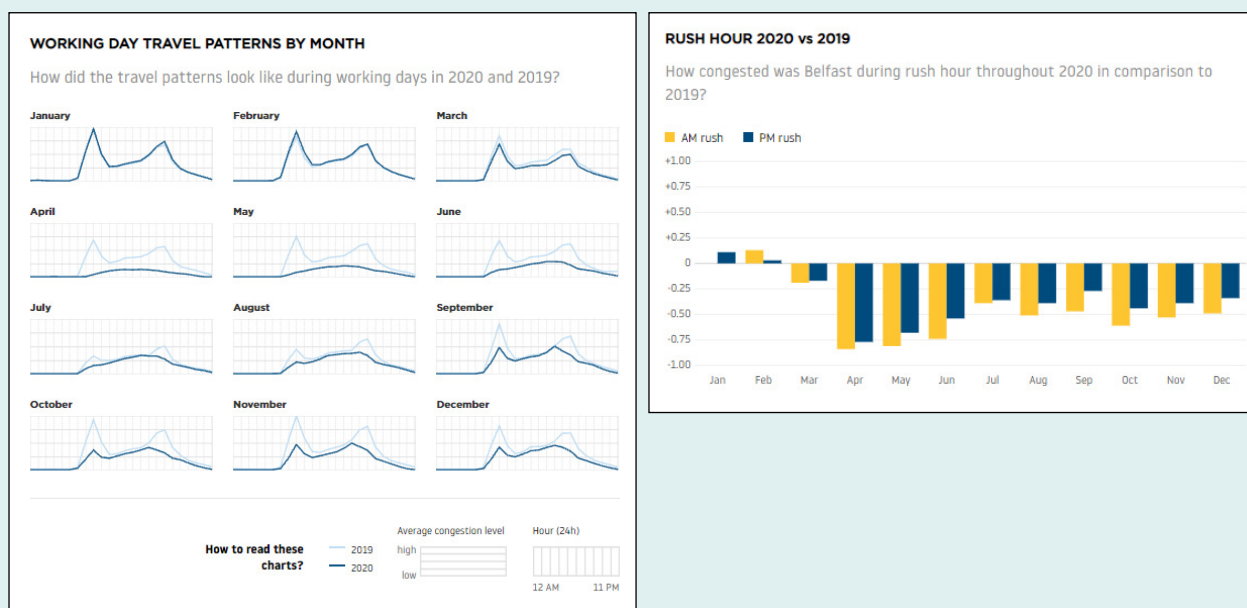 WORKING DAY TRAVEL PATTERNS BY MONTH
How did the travel patterns look like during working days in 2020 and 2019?
January
February
March
April
May
June
July
August
September
October
November
December
How to read these
charts?
2019
2020
Average congestion level
high
low
Hour (24h)
12 AM
11 PM
RUSH HOUR 2020 vs 2019
How congested was Belfast during rush hour throughout 2020 in comparison to
2019?
AM rush
PM rush
+1.00
+0.75
+0.50
+0.25
0
-0.25
-0.50
-0.75
-1.00
Jan Feb Mar Apr May Jun Jul Aug Sep Oct Nov Dec